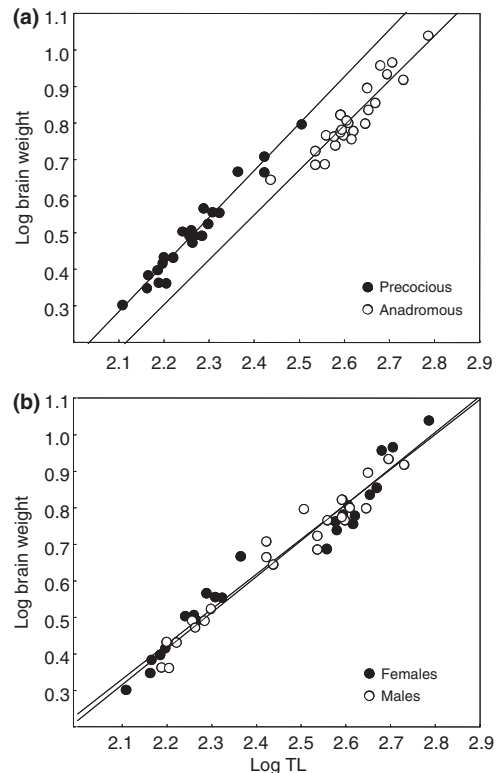 (a)
1.1
1.0
0.9
0.8
0.7
0.6
0.5
0.4
0.3
Log brain weight
Precocious
Anadromous
2.1 2.2 2.3 2.4 2.5 2.6 2.7 2.8 2.9
(b)
1.1
1.0
0.9
0.8
0.7
0.6
0.5
0.4
0.3
Log brain weight
Females
Males
2.1 2.2 2.3 2.4 2.5 2.6 2.7 2.8 2.9
Log TL